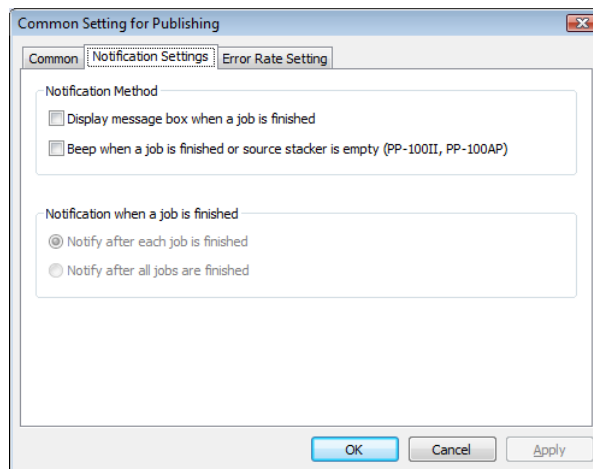 Common Setting for Publishing
Common Notification Settings Error Rate Setting
Notification Method
Display message box when a job is finished
Beep when a job is finished or source stacker is empty (PP-100II, PP-100AP)
Notification when a job is finished
Notify after each job is finished
Notify after all jobs are finished
OK Cancel Apply